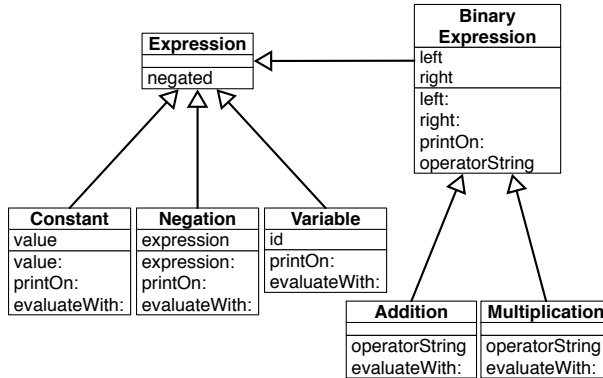 Expression
negated
Binary
Expression
left
right
left:
right:
printOn:
operatorString
Constant
value
value:
printOn:
evaluateWith:
Negation
expression
expression:
printOn:
evaluateWith:
Variable
id
printOn:
evaluateWith:
Addition
operatorString
evaluateWith:
Multiplication
operatorString
evaluateWith: